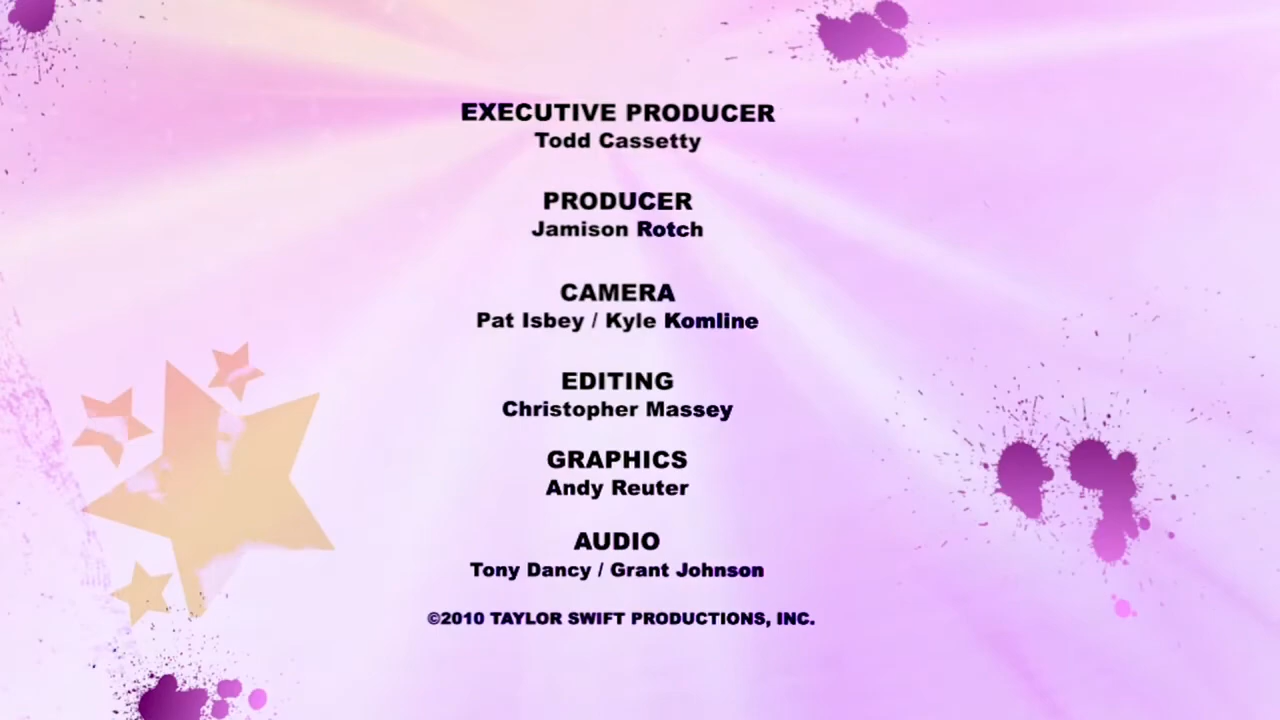 EXECUTIVE PRODUCER
Todd Cassetty
PRODUCER
Jamison Rotch
CAMERA
Pat Isbey / Kyle Komline
EDITING
Christopher Massey
GRAPHICS
Andy Reuter
AUDIO
Tony Dancy / Grant Johnson
©2010 TAYLOR SWIFT PRODUCTIONS, INC.